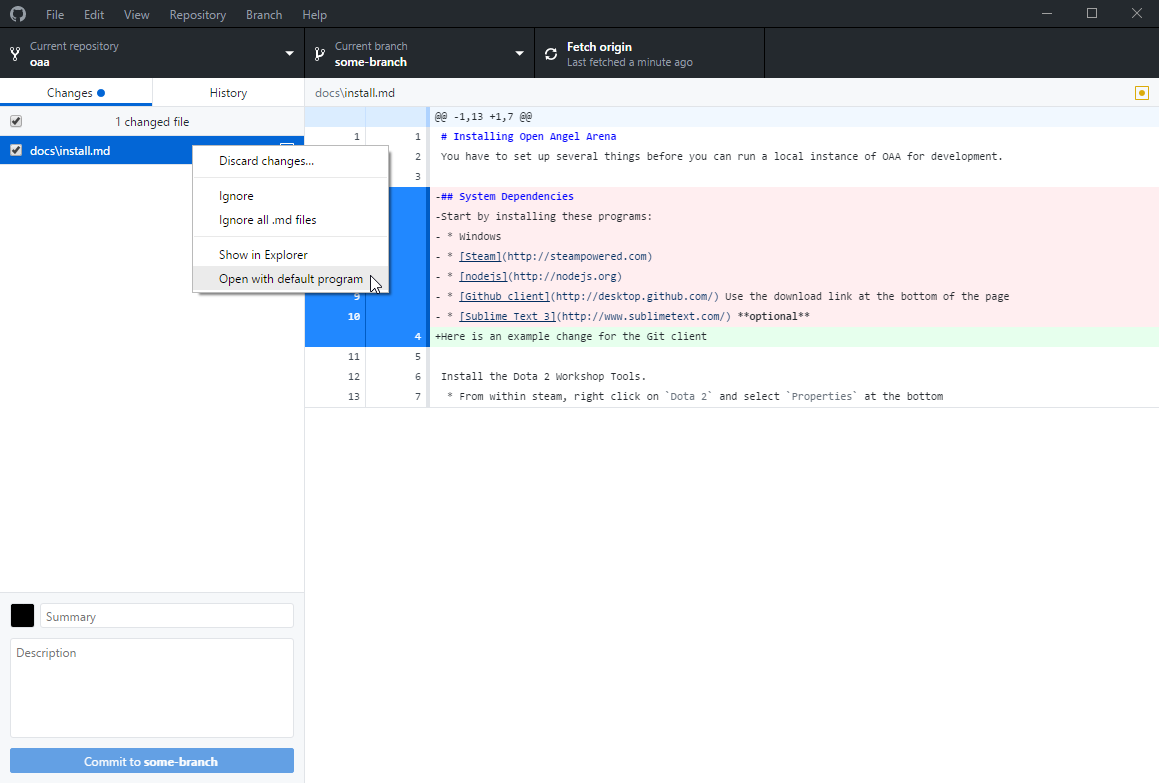 File Edit View Repository Branch Help
Current repository
oaa
Current branch
some-branch
Fetch origin
Last fetched a minute ago
Changes
History
docs\install.md
1 changed file
docs\install.md
Discard changes...
Ignore
Ignore all .md files
Show in Explorer
Open with default program
@@ -1,13 +1,7 @@
1 1 # Installing Open Angel Arena
2 You have to set up several things before you can run a local instance of OAA for development.
3
-## System Dependencies
-Start by installing these programs:
- * Windows
- * [Steam](http://steampowered.com)
- * [nodejs](http://nodejs.org)
9 - * [Github client](http://desktop.github.com/) Use the download link at the bottom of the page
10 - * [Sublime Text 3](http://www.sublimetext.com/) **optional**
4 +Here is an example change for the Git client
11 5
12 6 Install the Dota 2 Workshop Tools.
13 7 * From within steam, right click on `Dota 2` and select `Properties` at the bottom
Summary
Description
Commit to some-branch